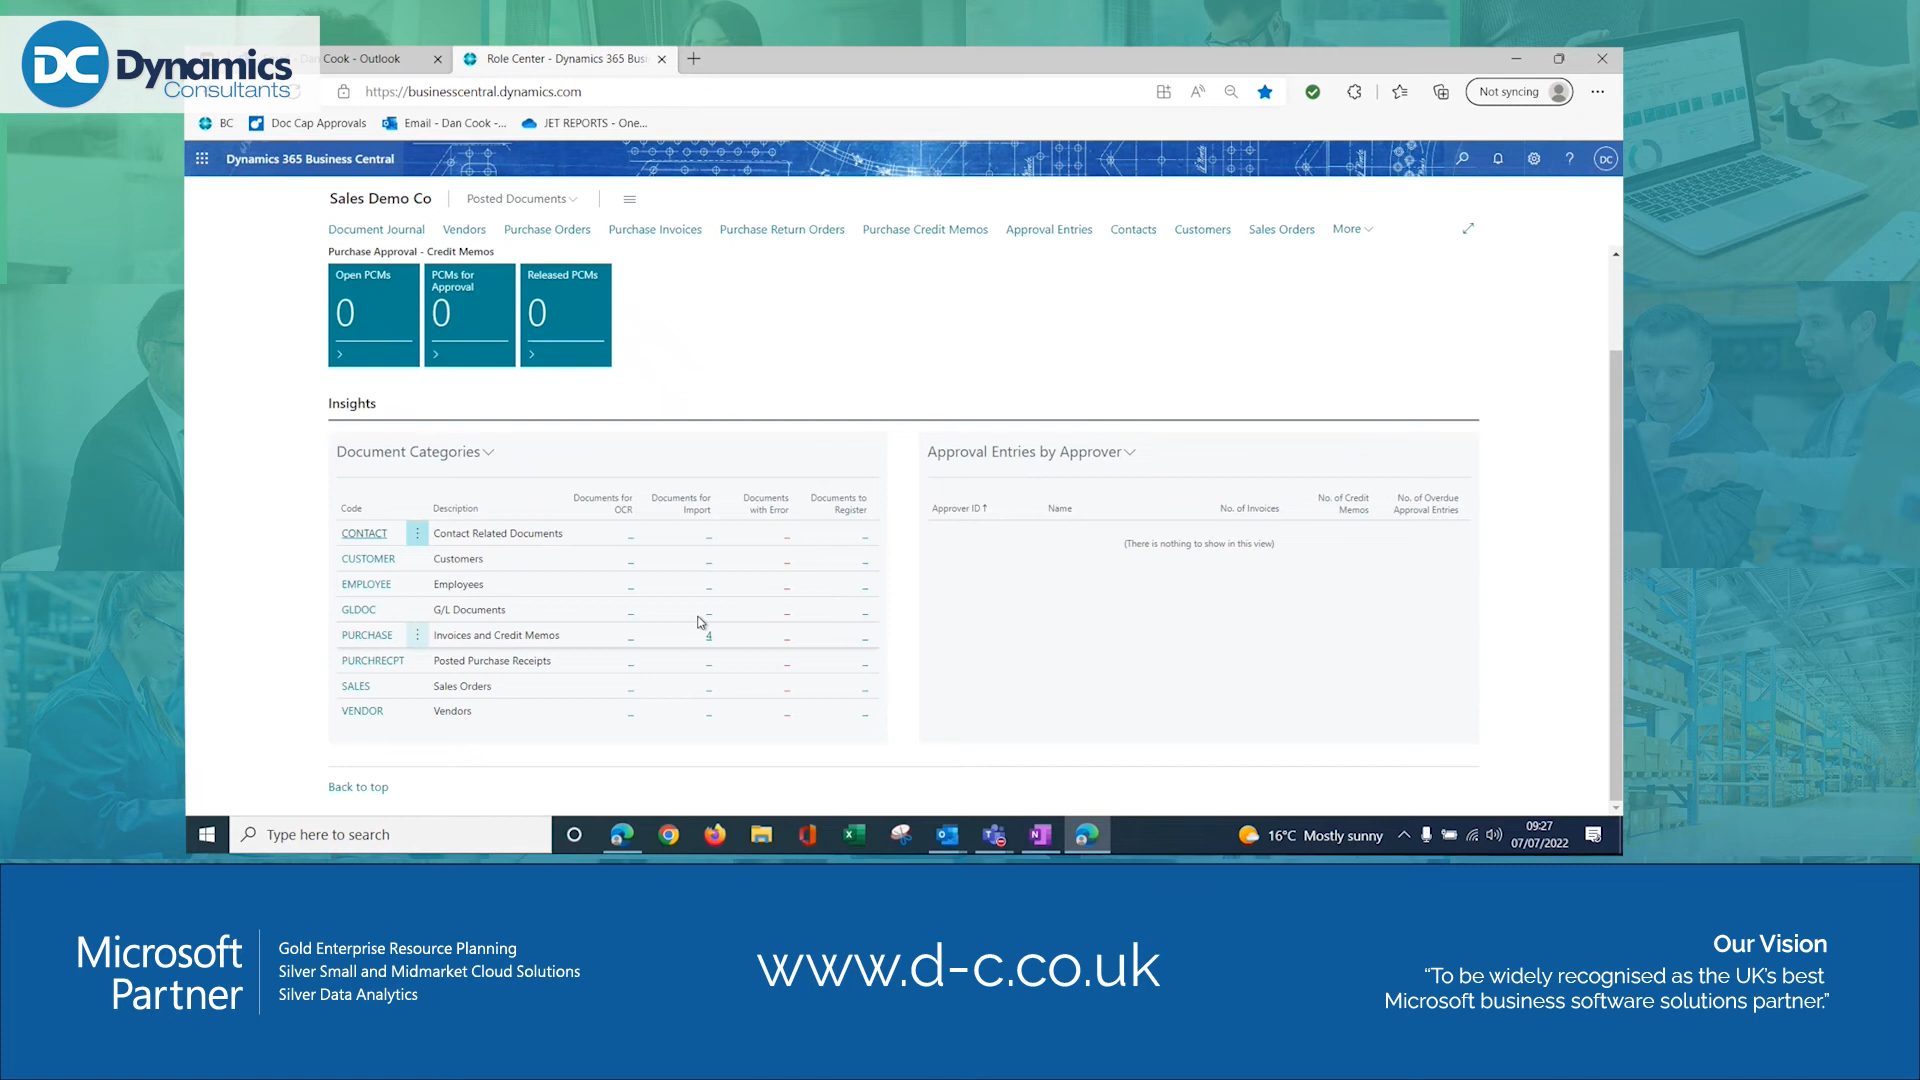 DC Dynamics
Consultants
Dan Cook - Outlook
Role Center - Dynamics 365 Bus
https://businesscentral.dynamics.com
Not syncing
BC
Doc Cap Approvals
Email - Dan Cook -...
JET REPORTS - One...
Dynamics 365 Business Central
DC
Sales Demo Co
Posted Documents
Document Journal
Vendors
Purchase Orders
Purchase Invoices
Purchase Return Orders
Purchase Credit Memos
Approval Entries
Contacts
Customers
Sales Orders
More
Purchase Approval - Credit Memos
Open PCMs
0
PCMs for
Approval
0
Released PCMs
0
Insights
Document Categories
Code
Description
Documents for
OCR
Documents for
Import
Documents
with Error
Documents to
Register
CONTACT Contact Related Documents _ _ _ _
CUSTOMER Customers _ _ _ _
EMPLOYEE Employees _ _ _ _
GLDOC G/L Documents _ _ _ _
PURCHASE Invoices and Credit Memos _ 4 _ _
PURCHRECPT Posted Purchase Receipts _ _ _ _
SALES Sales Orders _ _ _ _
VENDOR Vendors _ _ _ _
Approval Entries by Approver
Approver ID↑
Name
No. of Invoices
No. of Credit
Memos
No. of Overdue
Approval Entries
(There is nothing to show in this view)
Back to top
Type here to search
16°C Mostly sunny
09:27
07/07/2022
Microsoft
Partner
Gold Enterprise Resource Planning
Silver Small and Midmarket Cloud Solutions
Silver Data Analytics
www.d-c.co.uk
Our Vision
“To be widely recognised as the UK's best
Microsoft business software solutions partner.”